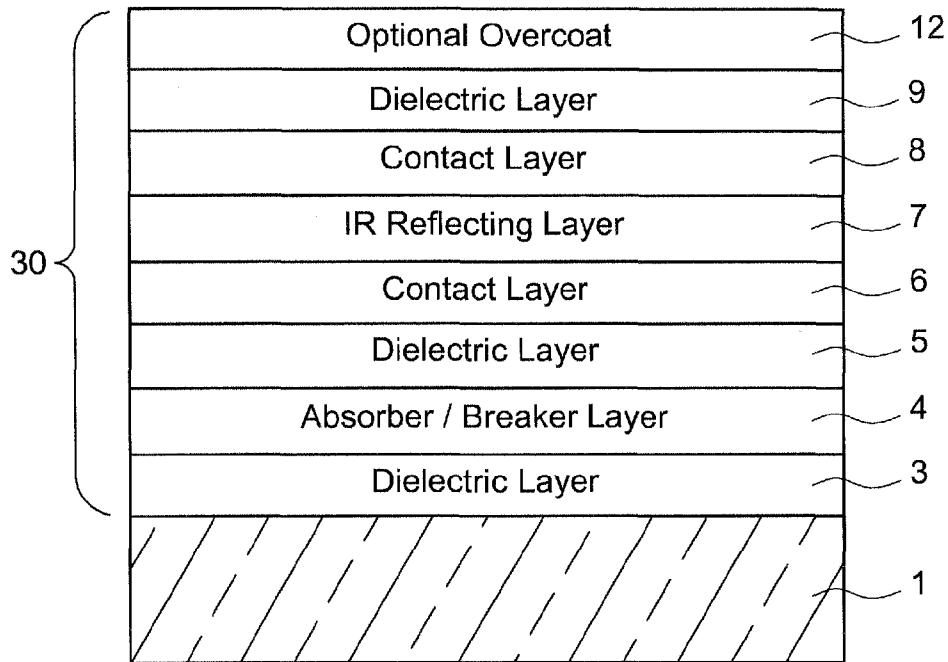 Optional Overcoat 12
Dielectric Layer 9
Contact Layer 8
IR Reflecting Layer 7
30
Contact Layer 6
Dielectric Layer 5
Absorber / Breaker Layer 4
Dielectric Layer 3
1